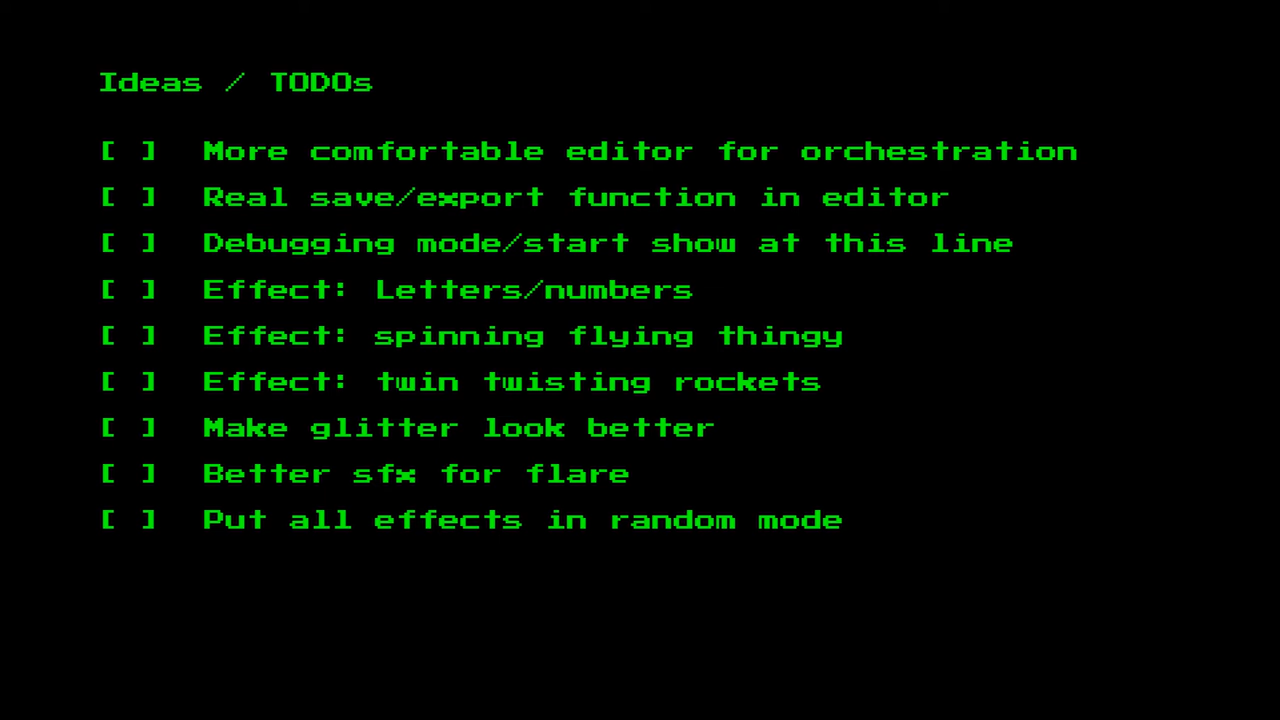 Ideas / TODOs
[ ] More comfortable editor for orchestration
[ ] Real save/export function in editor
[ ] Debugging mode/start show at this line
[ ] Effect: Letters/numbers
[ ] Effect: spinning flying thingy
[ ] Effect: twin twisting rockets
[ ] Make glitter look better
[ ] Better sfx for flare
[ ] Put all effects in random mode